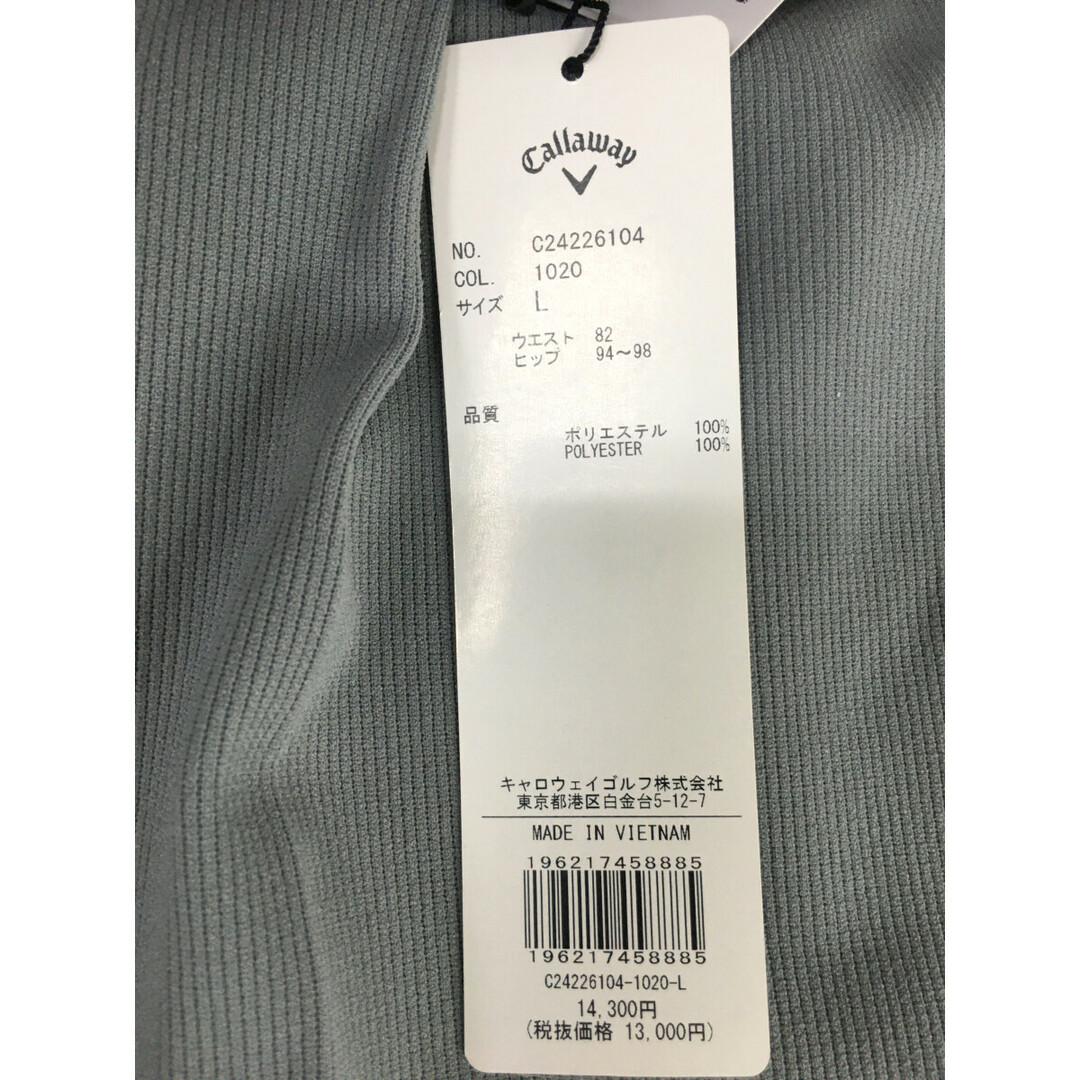 Callaway
NO. C24226104
COL. 1020
サイズ L
ウエスト 82
ヒップ 94〜98
品質
ポリエステル 100%
POLYESTER 100%
キャロウェイゴルフ株式会社
東京都港区白金台5-12-7
MADE IN VIETNAM
196217458885
196217458885
C24226104-1020-L
14,300円
(税抜価格 13,000円)